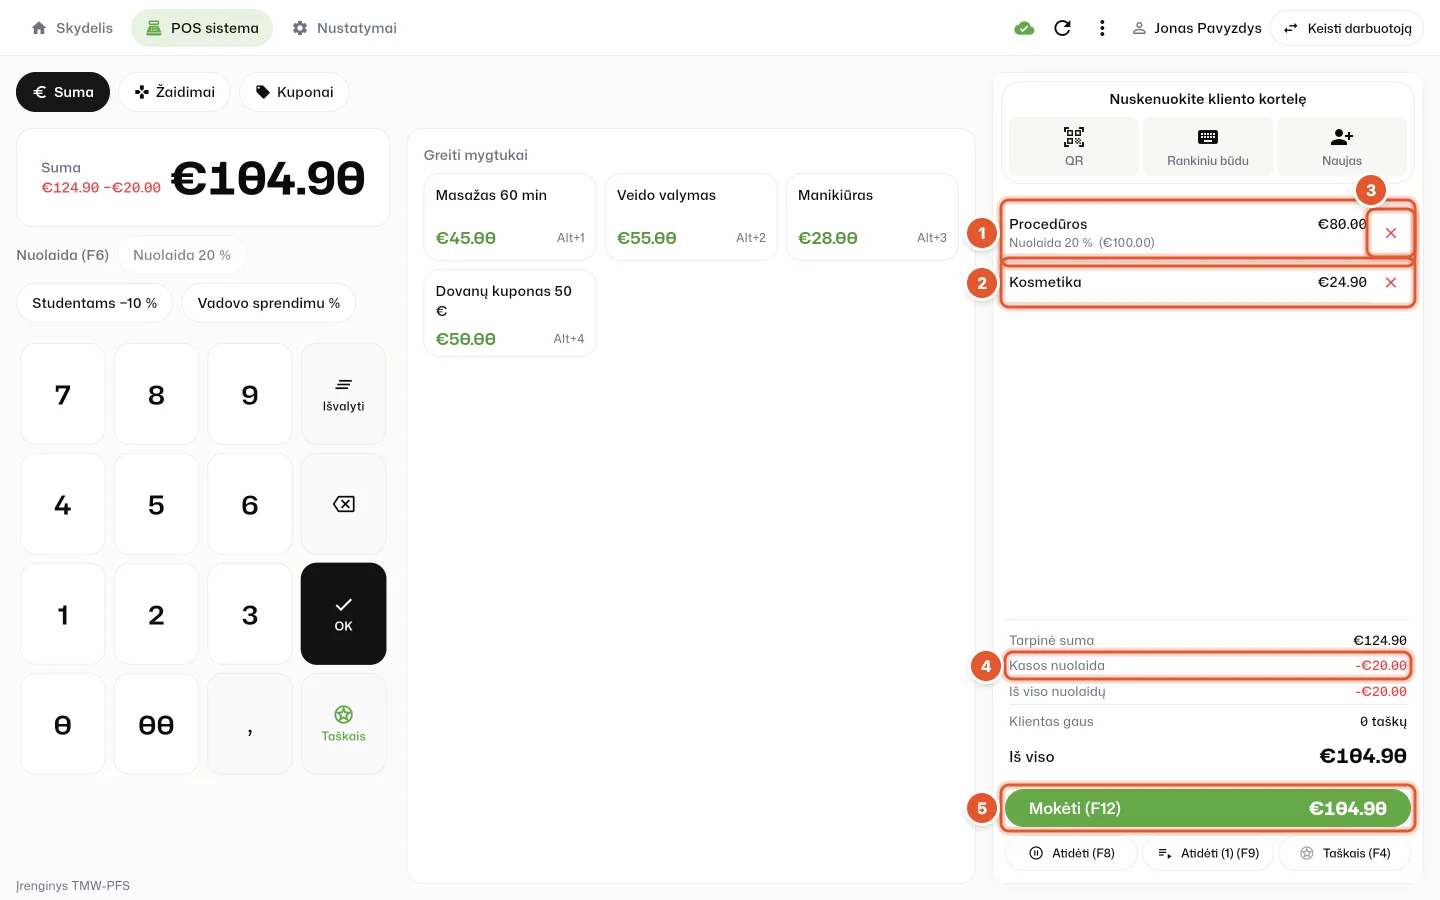 Skydelis
POS sistema
Nustatymai
Jonas Pavyzdys
Keisti darbuotoją
Suma
Žaidimai
Kuponai
Suma
€124.90 −€20.00
€104.90
Nuolaida (F6)
Nuolaida 20 %
Studentams −10 %
Vadovo sprendimu %
7
8
9
Išvalyti
4
5
6
1
2
3
OK
0
00
,
Taškais
Įrenginys TMW-PFS
Greiti mygtukai
Masažas 60 min
€45.00
Alt+1
Veido valymas
€55.00
Alt+2
Manikiūras
€28.00
Alt+3
Dovanų kuponas 50
€
€50.00
Alt+4
Nuskenuokite kliento kortelę
QR
Rankiniu būdu
Naujas
3
1
Procedūros
€80.00
Nuolaida 20 % (€100.00)
2
Kosmetika
€24.90
Tarpinė suma
€124.90
4
Kasos nuolaida
-€20.00
Iš viso nuolaidų
-€20.00
Klientas gaus
0 taškų
Iš viso
€104.90
5
Mokėti (F12)
€104.90
Atidėti (F8)
Atidėti (1) (F9)
Taškais (F4)